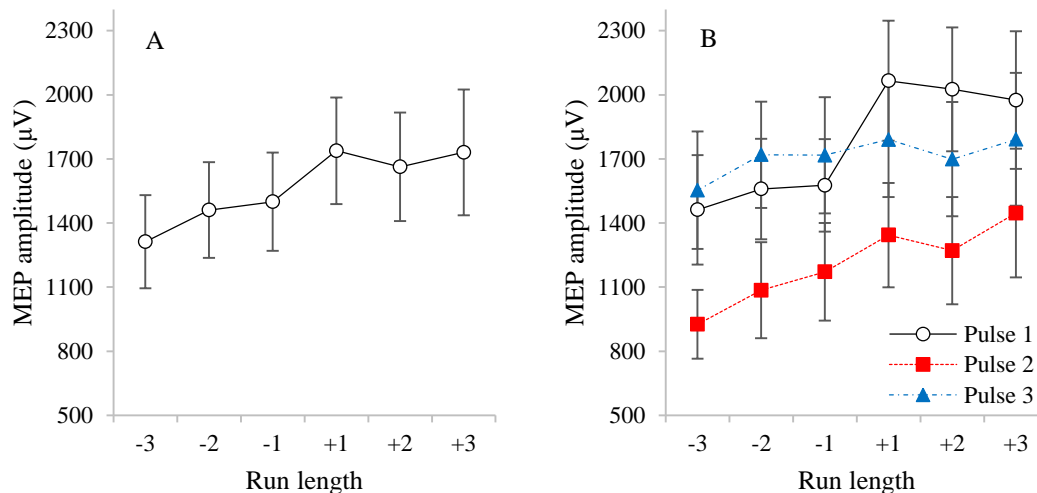 A
MEP amplitude (μV)
2300
2000
1700
1400
1100
800
500
-3 -2 -1 +1 +2 +3
Run length
B
MEP amplitude (μV)
2300
2000
1700
1400
1100
800
500
Pulse 1
Pulse 2
Pulse 3
-3 -2 -1 +1 +2 +3
Run length